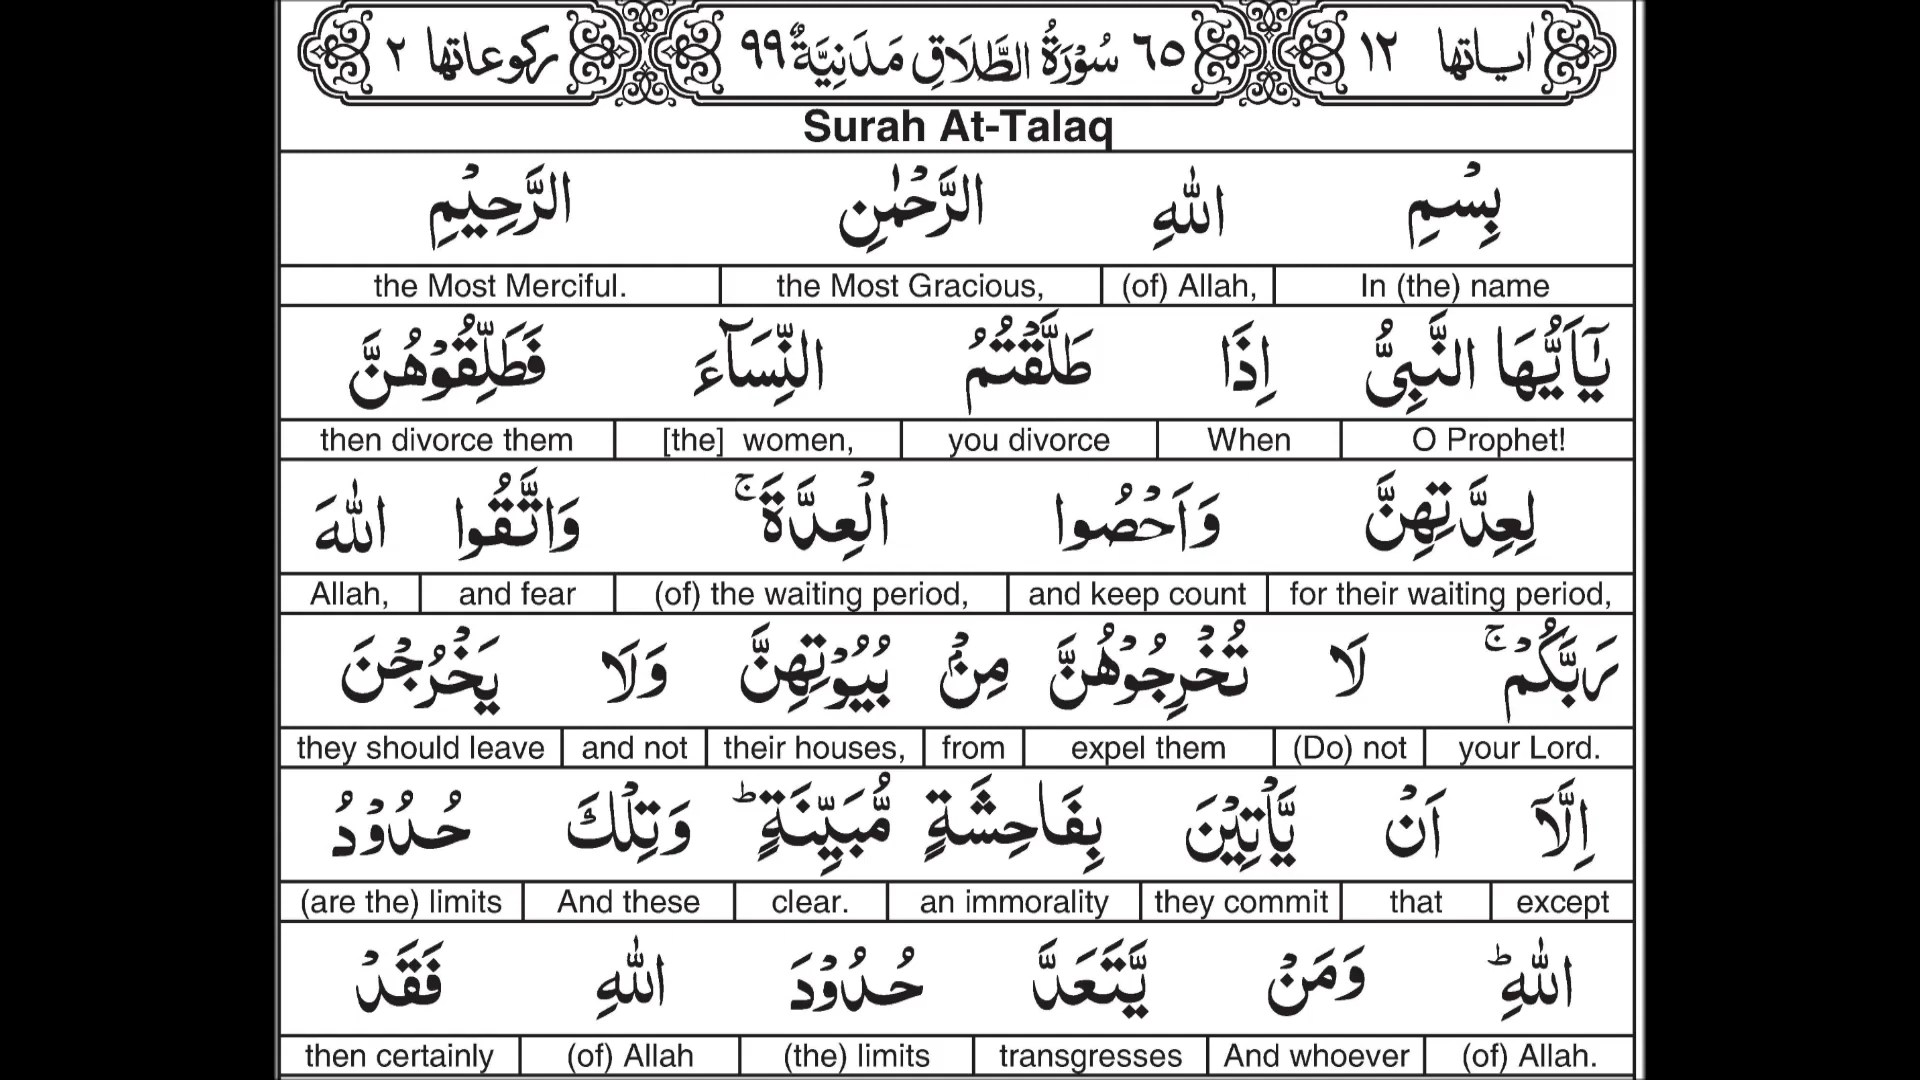 اٰیاتها ١٢ ٦٥ سُوْرَةُ الطَّلَاقِ مَدَنِيَّةٌ ٩٩ رکوعاتها ٢
Surah At-Talaq
بِسْمِ اللّٰهِ الرَّحْمٰنِ الرَّحِيْمِ
In (the) name (of) Allah, the Most Gracious, the Most Merciful.
يٰۤاَيُّهَا النَّبِىُّ اِذَا طَلَّقْتُمُ النِّسَآءَ فَطَلِّقُوْهُنَّ
O Prophet! When you divorce [the] women, then divorce them
لِعِدَّتِهِنَّ وَاَحْصُوا الْعِدَّةَ ۚ وَاتَّقُوا اللّٰهَ
for their waiting period, and keep count (of) the waiting period, and fear Allah,
رَبَّكُمْ ۚ لَا تُخْرِجُوْهُنَّ مِنْۢ بُيُوْتِهِنَّ وَلَا يَخْرُجْنَ
your Lord. (Do) not expel them from their houses, and not they should leave
اِلَّاۤ اَنْ يَّاْتِيْنَ بِفَاحِشَةٍ مُّبَيِّنَةٍ ؕ وَتِلْكَ حُدُوْدُ
except that they commit an immorality clear. And these (are the) limits
اللّٰهِ ؕ وَمَنْ يَّتَعَدَّ حُدُوْدَ اللّٰهِ فَقَدْ
(of) Allah. And whoever transgresses (the) limits (of) Allah then certainly